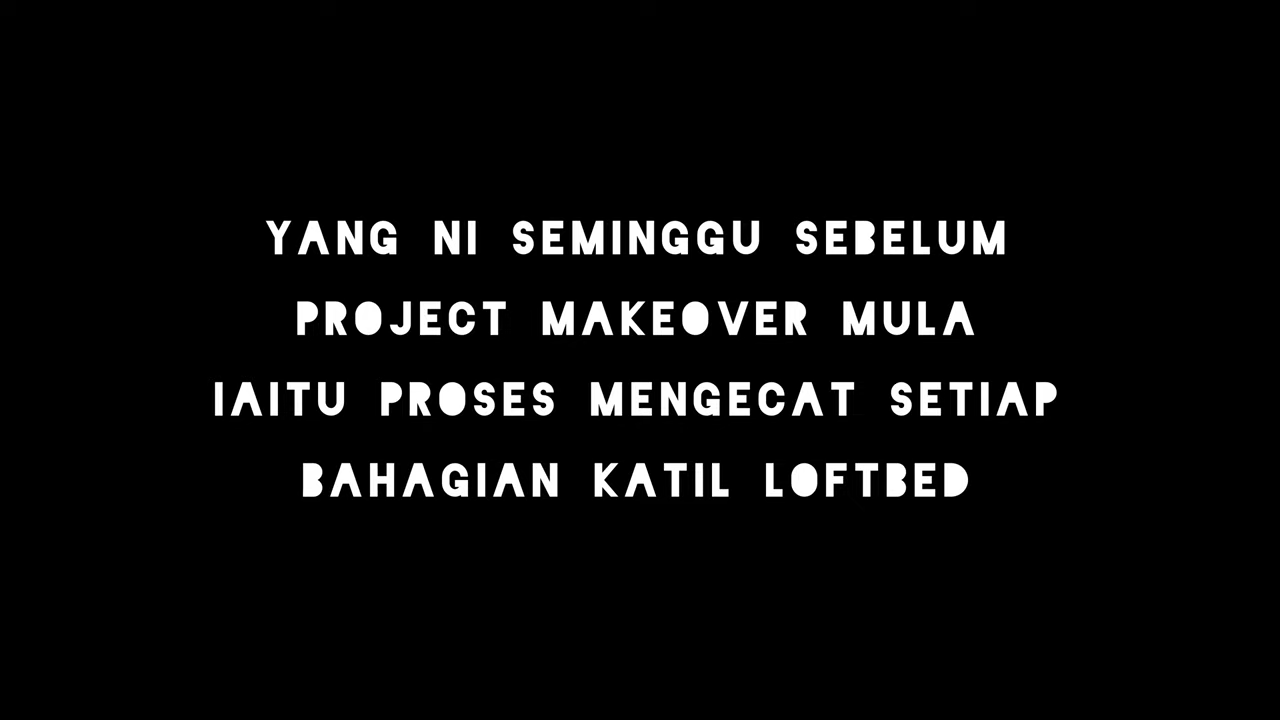 YANG NI SEMINGGU SEBELUM
PROJECT MAKEOVER MULA
IAITU PROSES MENGECAT SETIAP
BAHAGIAN KATIL LOFTBED